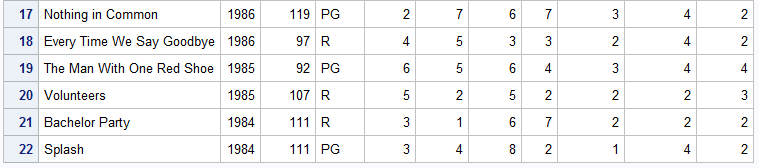 17 Nothing in Common 1986 119 PG 2 7 6 7 3 4 2
18 Every Time We Say Goodbye 1986 97 R 4 5 3 3 2 4 2
19 The Man With One Red Shoe 1985 92 PG 6 5 6 4 3 4 4
20 Volunteers 1985 107 R 5 2 5 2 2 2 3
21 Bachelor Party 1984 111 R 3 1 6 7 2 2 2
22 Splash 1984 111 PG 3 4 8 2 1 4 2